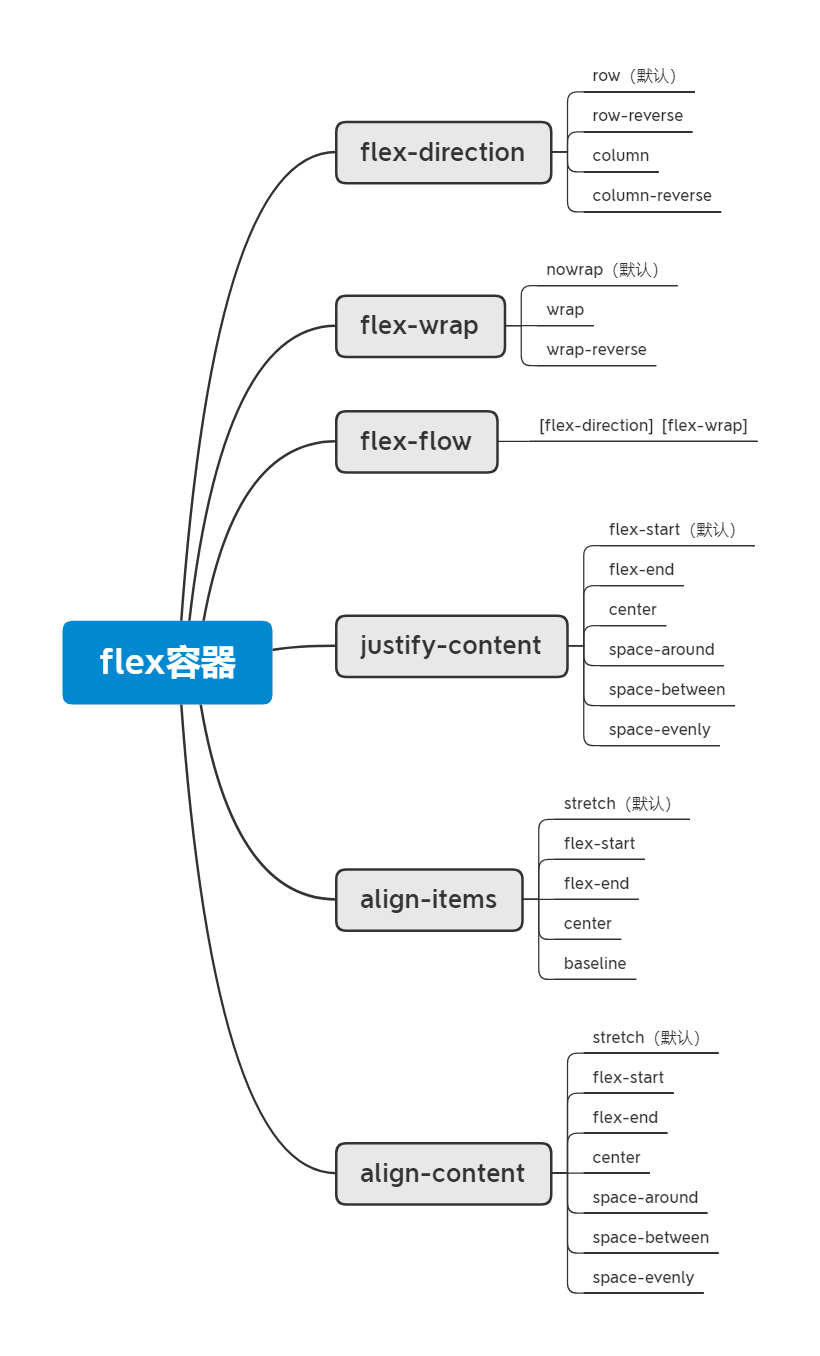 flex容器
flex-direction
row（默认）
row-reverse
column
column-reverse
flex-wrap
nowrap（默认）
wrap
wrap-reverse
flex-flow
[flex-direction] [flex-wrap]
justify-content
flex-start（默认）
flex-end
center
space-around
space-between
space-evenly
align-items
stretch（默认）
flex-start
flex-end
center
baseline
align-content
stretch（默认）
flex-start
flex-end
center
space-around
space-between
space-evenly